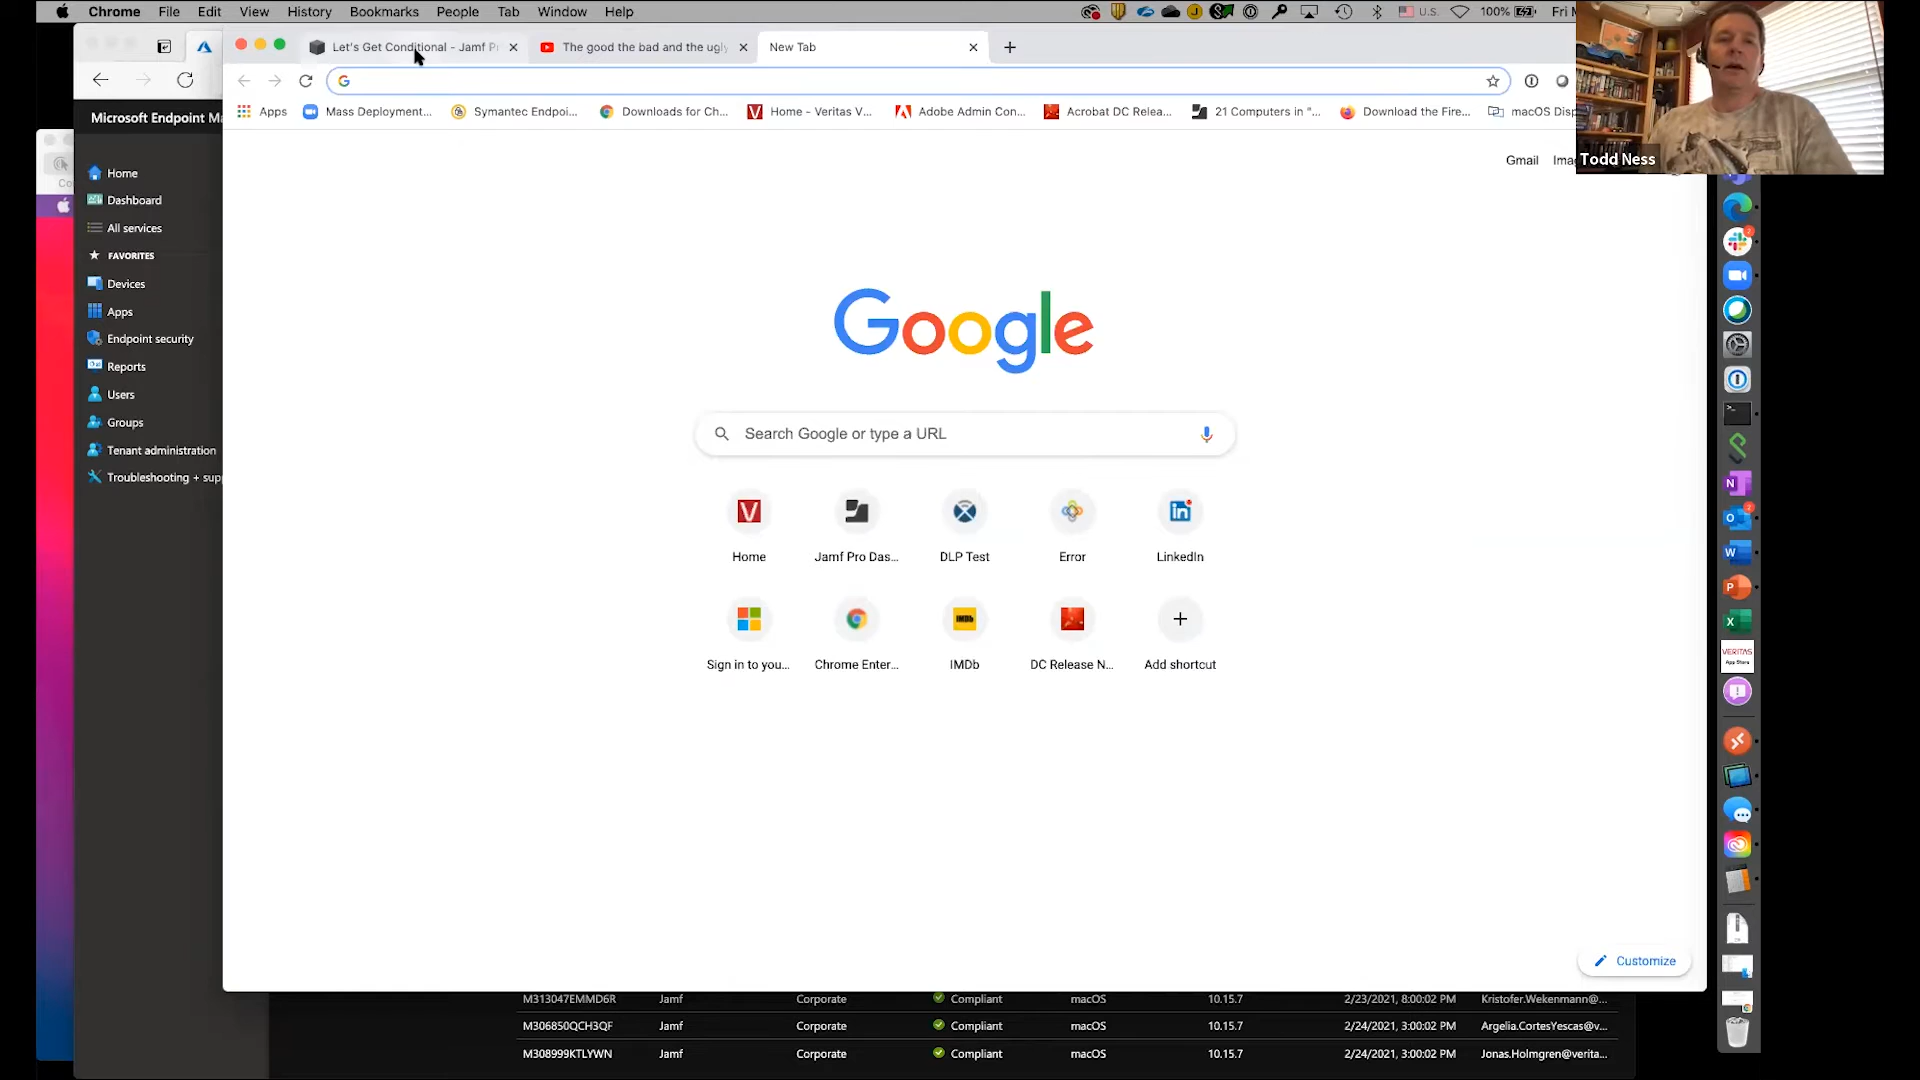 Chrome File Edit View History Bookmarks People Tab Window Help U.S. 100% Fri
Let's Get Conditional - Jamf P
The good the bad and the ugly
New Tab
Microsoft Endpoint Ma
Apps
Mass Deployment...
Symantec Endpoi...
Downloads for Ch...
Home - Veritas V...
Adobe Admin Con...
Acrobat DC Relea...
21 Computers in "...
Download the Fire...
macOS Disp
Gmail
Todd Ness
Home
Dashboard
All services
FAVORITES
Devices
Apps
Endpoint security
Reports
Users
Groups
Tenant administration
Troubleshooting + supp
Google
Search Google or type a URL
Home
Jamf Pro Das...
DLP Test
Error
LinkedIn
Sign in to you...
Chrome Enter...
IMDb
DC Release N...
Add shortcut
VERITAS
App Store
Customize
M313047EMMD6R Jamf Corporate Compliant macOS 10.15.7 2/23/2021, 8:00:02 PM Kristofer.Wekenmann@...
M306850QCH3QF Jamf Corporate Compliant macOS 10.15.7 2/24/2021, 3:00:02 PM Argelia.CortesYescas@v...
M308999KTLYWN Jamf Corporate Compliant macOS 10.15.7 2/24/2021, 3:00:02 PM Jonas.Holmgren@verita...